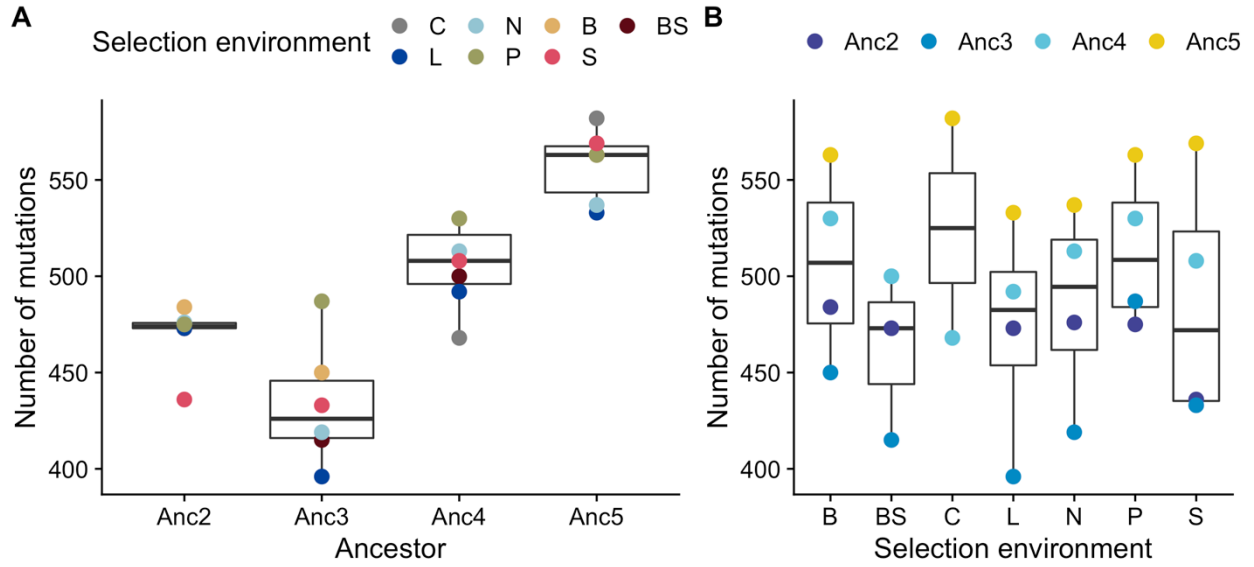 A
Selection environment
C N B BS
L P S
Number of mutations
550
500
450
400
Anc2 Anc3 Anc4 Anc5
Ancestor
B
Anc2 Anc3 Anc4 Anc5
Number of mutations
550
500
450
400
B BS C L N P S
Selection environment